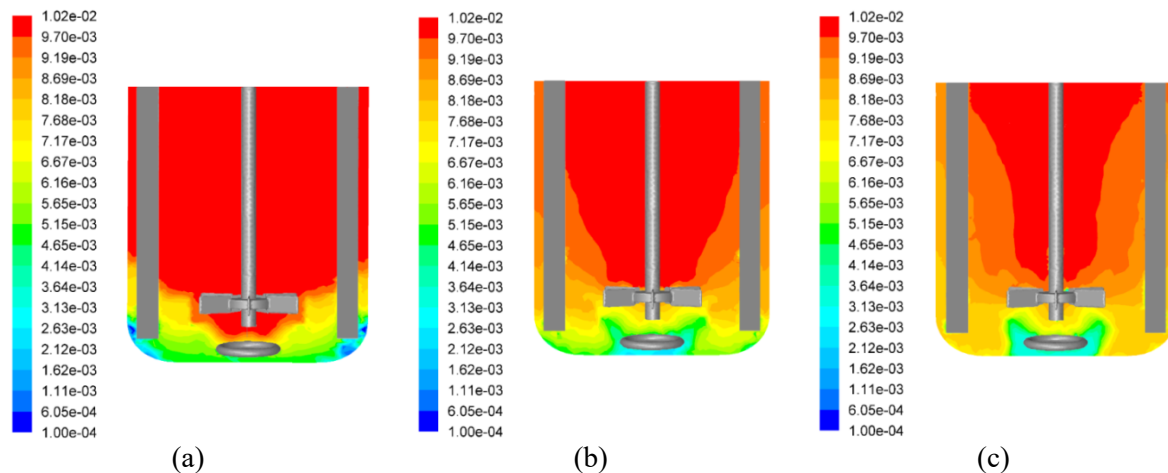 1.02e-02
9.70e-03
9.19e-03
8.69e-03
8.18e-03
7.68e-03
7.17e-03
6.67e-03
6.16e-03
5.65e-03
5.15e-03
4.65e-03
4.14e-03
3.64e-03
3.13e-03
2.63e-03
2.12e-03
1.62e-03
1.11e-03
6.05e-04
1.00e-04
(a)
1.02e-02
9.70e-03
9.19e-03
8.69e-03
8.18e-03
7.68e-03
7.17e-03
6.67e-03
6.16e-03
5.65e-03
5.15e-03
4.65e-03
4.14e-03
3.64e-03
3.13e-03
2.63e-03
2.12e-03
1.62e-03
1.11e-03
6.05e-04
1.00e-04
(b)
1.02e-02
9.70e-03
9.19e-03
8.69e-03
8.18e-03
7.68e-03
7.17e-03
6.67e-03
6.16e-03
5.65e-03
5.15e-03
4.65e-03
4.14e-03
3.64e-03
3.13e-03
2.63e-03
2.12e-03
1.62e-03
1.11e-03
6.05e-04
1.00e-04
(c)